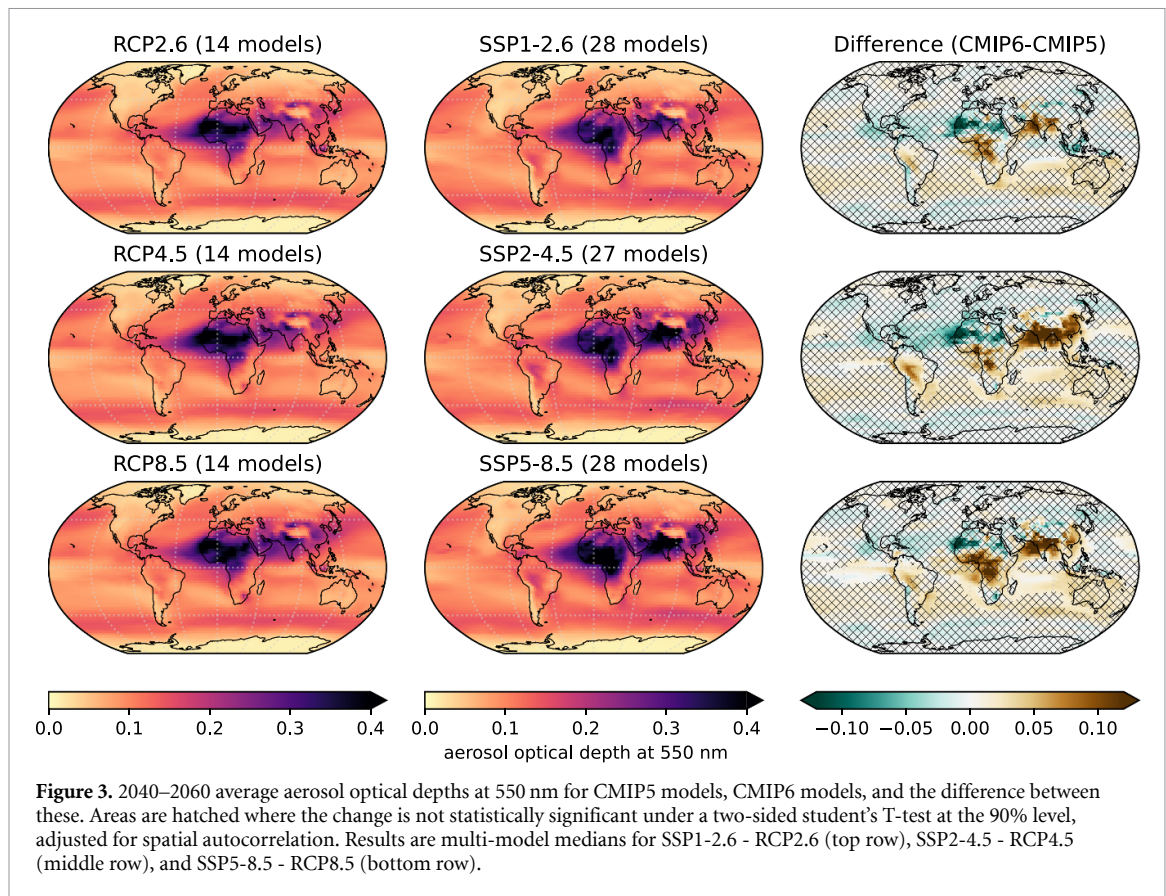 RCP2.6 (14 models)
SSP1-2.6 (28 models)
Difference (CMIP6-CMIP5)
RCP4.5 (14 models)
SSP2-4.5 (27 models)
RCP8.5 (14 models)
SSP5-8.5 (28 models)
0.0 0.1 0.2 0.3 0.4
0.0 0.1 0.2 0.3 0.4
−0.10 −0.05 0.00 0.05 0.10
aerosol optical depth at 550 nm
Figure 3. 2040–2060 average aerosol optical depths at 550 nm for CMIP5 models, CMIP6 models, and the difference between
these. Areas are hatched where the change is not statistically significant under a two-sided student's T-test at the 90% level,
adjusted for spatial autocorrelation. Results are multi-model medians for SSP1-2.6 - RCP2.6 (top row), SSP2-4.5 - RCP4.5
(middle row), and SSP5-8.5 - RCP8.5 (bottom row).